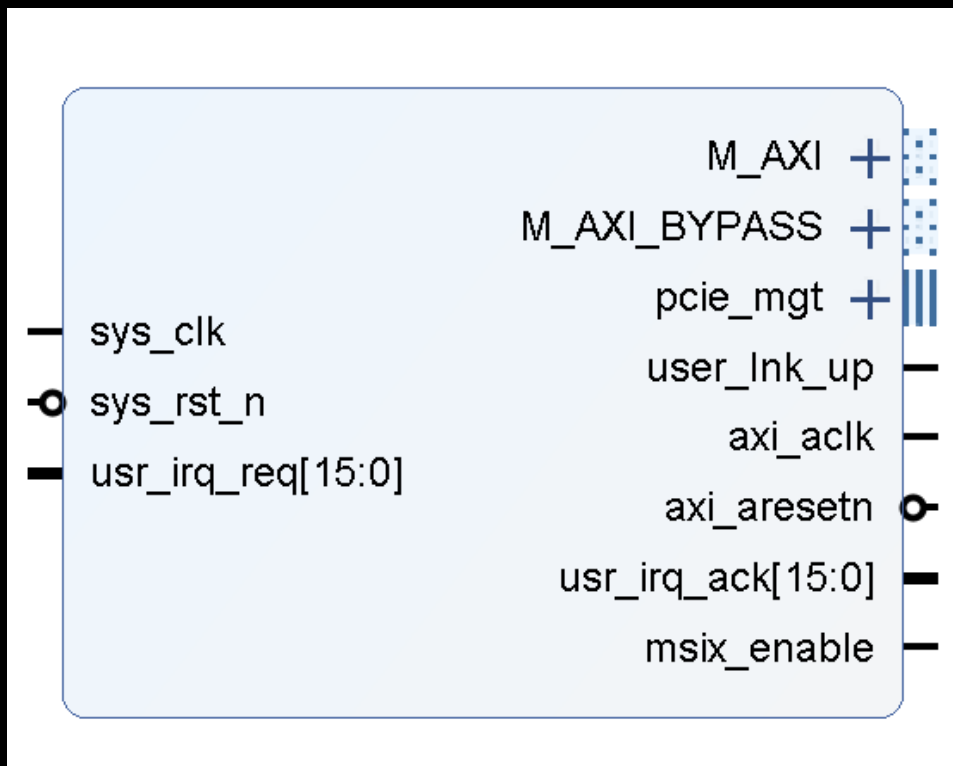 M_AXI
M_AXI_BYPASS
pcie_mgt
sys_clk
user_lnk_up
sys_rst_n
axi_aclk
usr_irq_req[15:0]
axi_aresetn
usr_irq_ack[15:0]
msix_enable